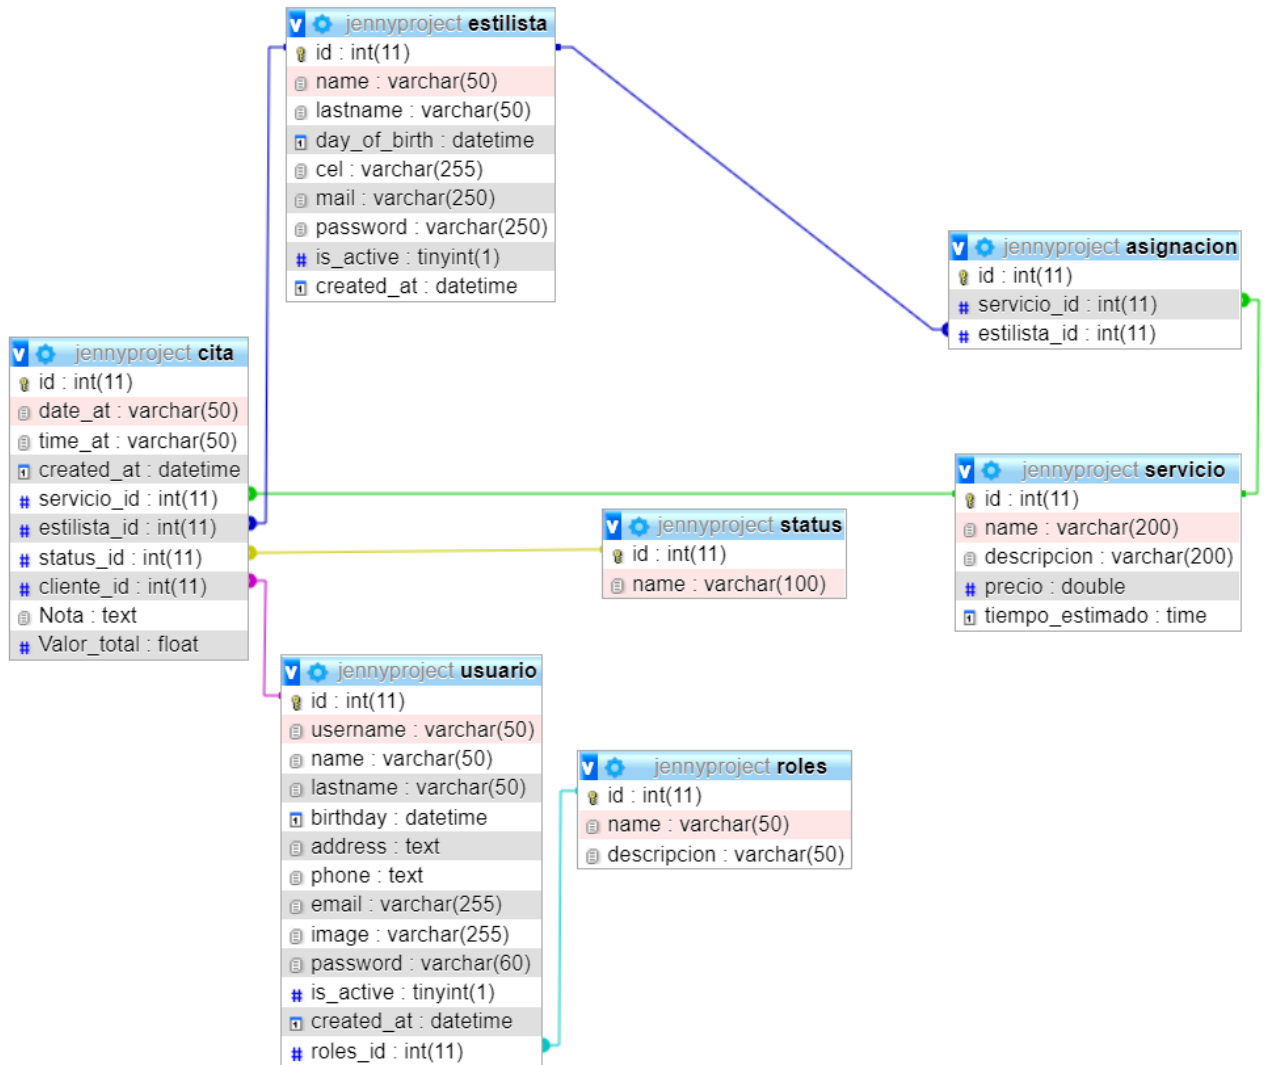 jennyproject estilista
id : int(11)
name : varchar(50)
lastname : varchar(50)
day_of_birth : datetime
cel : varchar(255)
mail : varchar(250)
password : varchar(250)
is_active : tinyint(1)
created_at : datetime
jennyproject asignacion
id : int(11)
servicio_id : int(11)
estilista_id : int(11)
jennyproject cita
id : int(11)
date_at : varchar(50)
time_at : varchar(50)
created_at : datetime
servicio_id : int(11)
estilista_id : int(11)
status_id : int(11)
cliente_id : int(11)
Nota : text
Valor_total : float
jennyproject servicio
id : int(11)
name : varchar(200)
descripcion : varchar(200)
precio : double
tiempo_estimado : time
jennyproject status
id : int(11)
name : varchar(100)
jennyproject usuario
id : int(11)
username : varchar(50)
name : varchar(50)
lastname : varchar(50)
birthday : datetime
address : text
phone : text
email : varchar(255)
image : varchar(255)
password : varchar(60)
is_active : tinyint(1)
created_at : datetime
roles_id : int(11)
jennyproject roles
id : int(11)
name : varchar(50)
descripcion : varchar(50)